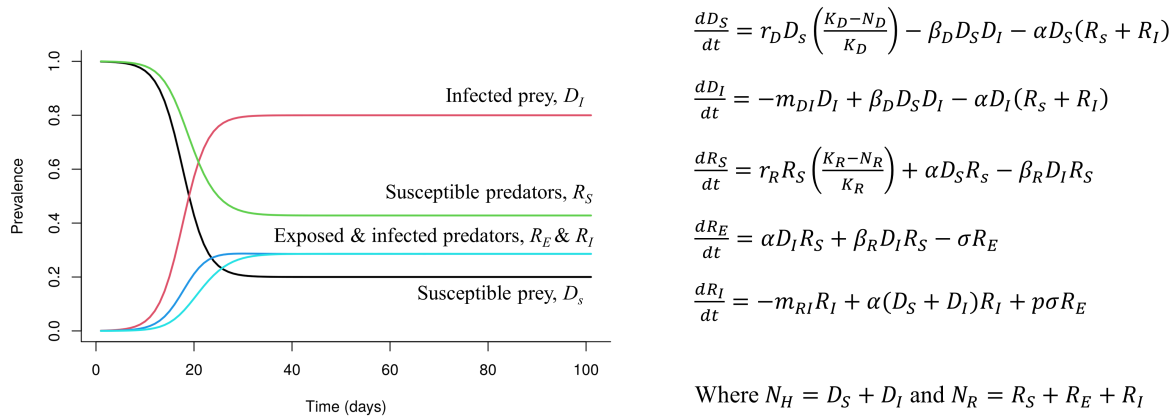 1.0
0.8
0.6
0.4
0.2
0.0
Prevalence
Infected prey, D_I
Susceptible predators, R_S
Exposed & infected predators, R_E & R_I
Susceptible prey, D_s
0 20 40 60 80 100
Time (days)
dD_S/dt = r_D D_s ((K_D−N_D)/K_D) − β_D D_S D_I − αD_S(R_s + R_I)
dD_I/dt = −m_{DI} D_I + β_D D_S D_I − αD_I(R_s + R_I)
dR_S/dt = r_R R_S ((K_R−N_R)/K_R) + αD_S R_s − β_R D_I R_S
dR_E/dt = αD_I R_S + β_R D_I R_S − σR_E
dR_I/dt = −m_{RI} R_I + α(D_S + D_I)R_I + pσR_E
Where N_H = D_S + D_I and N_R = R_S + R_E + R_I